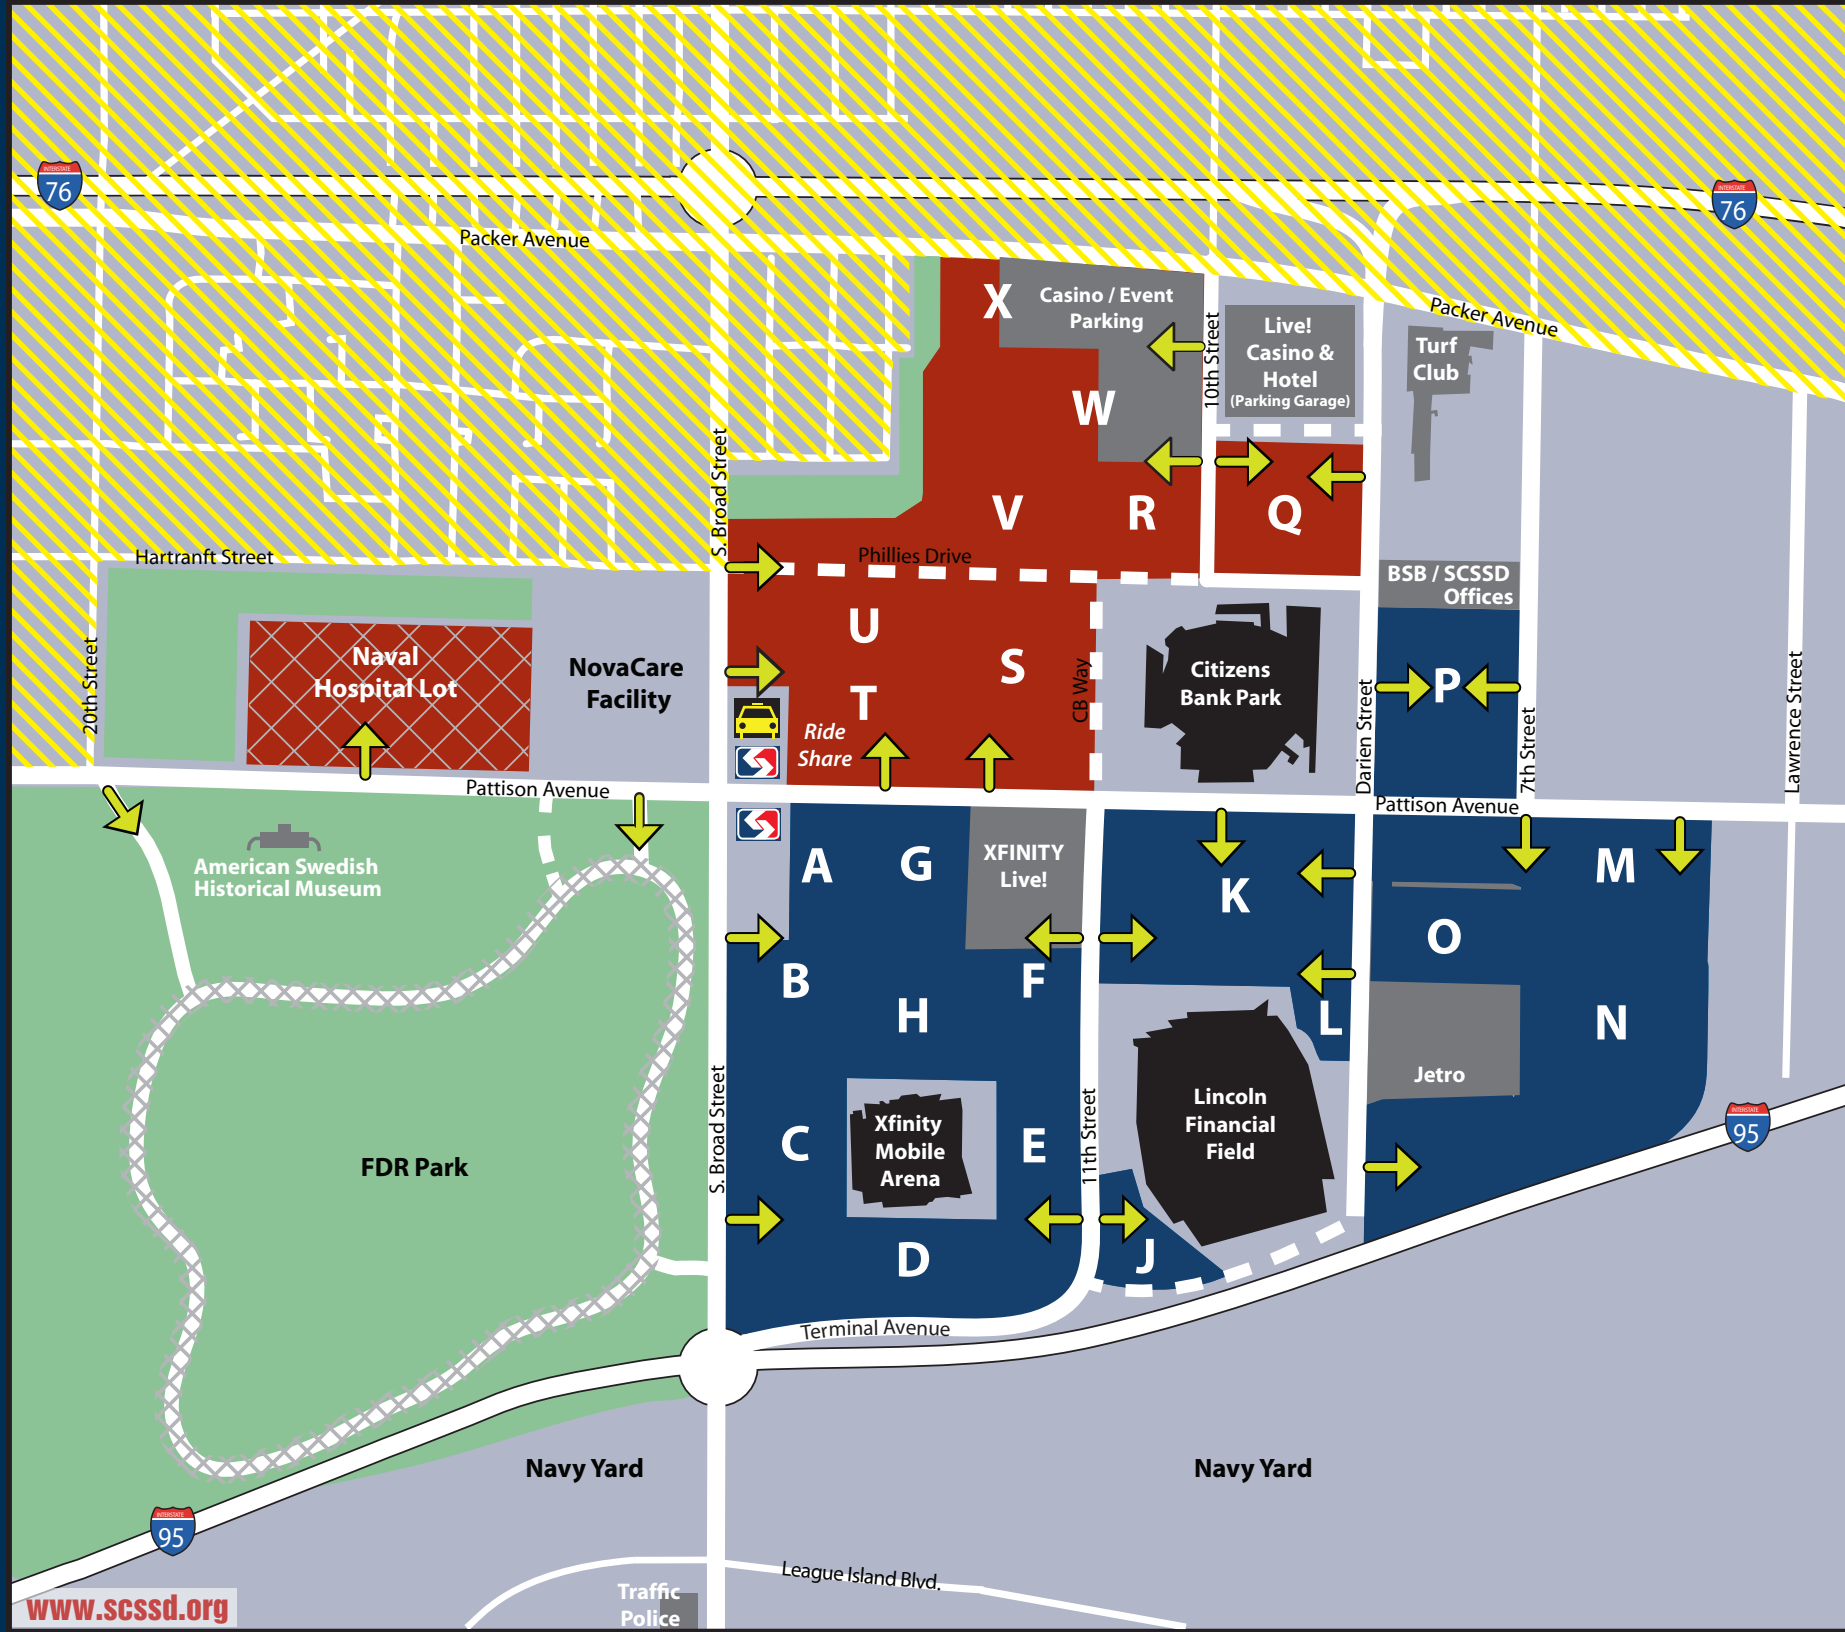 INTERSTATE
76
INTERSTATE
76
Packer Avenue
X
Casino / Event
Parking
10th Street
Live!
Casino &
Hotel
(Parking Garage)
Packer Avenue
Turf
Club
W
S. Broad Street
V
R
Q
Hartranft Street
Phillies Drive
BSB / SCSSD
Offices
20th Street
Naval
Hospital Lot
NovaCare
Facility
U
S
T
Ride
Share
CB Way
Citizens
Bank Park
Darien Street
P
7th Street
Lawrence Street
Pattison Avenue
Pattison Avenue
American Swedish
Historical Museum
A
G
XFINITY
Live!
K
M
O
B
F
H
L
N
Jetro
S. Broad Street
C
Xfinity
Mobile
Arena
E
11th Street
Lincoln
Financial
Field
INTERSTATE
95
FDR Park
D
J
Terminal Avenue
Navy Yard
Navy Yard
INTERSTATE
95
League Island Blvd.
Traffic
Police
www.scssd.org